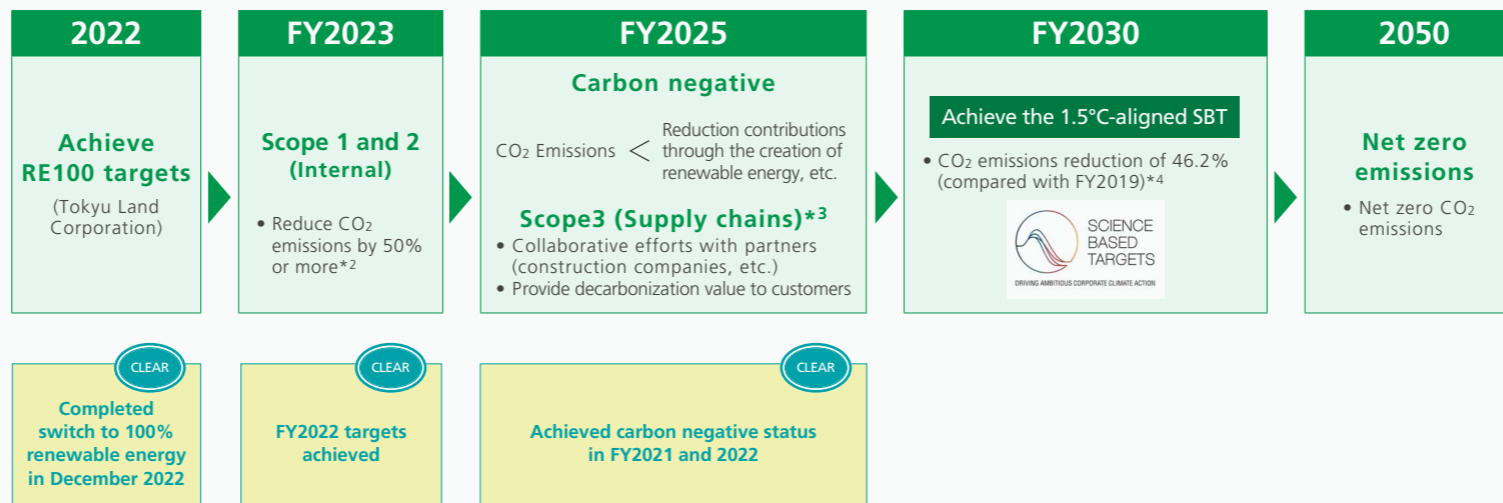 2022
Achieve
RE100 targets
(Tokyu Land
Corporation)
FY2023
Scope 1 and 2
(Internal)
• Reduce CO₂
emissions by 50%
or more*2
FY2025
Carbon negative
CO₂ Emissions <
Reduction contributions
through the creation of
renewable energy, etc.
Scope3 (Supply chains)*3
• Collaborative efforts with partners
(construction companies, etc.)
• Provide decarbonization value to customers
FY2030
Achieve the 1.5°C-aligned SBT
• CO₂ emissions reduction of 46.2%
(compared with FY2019)*4
SCIENCE
BASED
TARGETS
DRIVING AMBITIOUS CORPORATE CLIMATE ACTION
2050
Net zero
emissions
• Net zero CO₂
emissions
CLEAR
Completed
switch to 100%
renewable energy
in December 2022
CLEAR
FY2022 targets
achieved
CLEAR
Achieved carbon negative status
in FY2021 and 2022